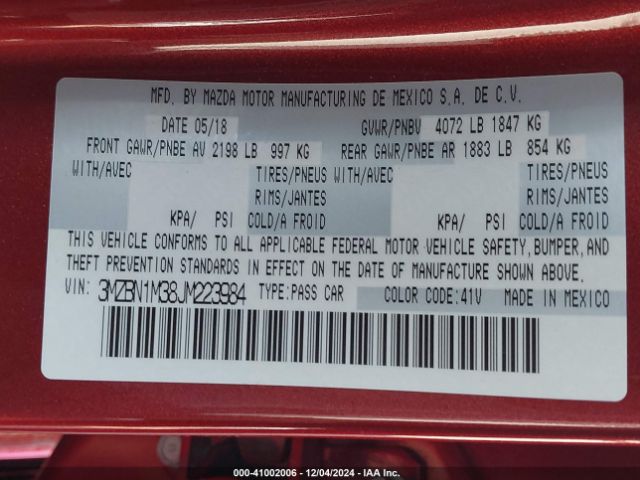 MFD. BY MAZDA MOTOR MANUFACTURING DE MEXICO S.A. DE C.V.
DATE 05/18 GVWR/PNBV 4072 LB 1847 KG
FRONT GAWR/PNBE AV 2198 LB 997 KG REAR GAWR/PNBE AR 1883 LB 854 KG
WITH/AVEC TIRES/PNEUS WITH/AVEC TIRES/PNEUS
RIMS/JANTES RIMS/JANTES
KPA/ PSI COLD/A FROID KPA/ PSI COLD/A FROID
THIS VEHICLE CONFORMS TO ALL APPLICABLE FEDERAL MOTOR VEHICLE SAFETY, BUMPER, AND
THEFT PREVENTION STANDARDS IN EFFECT ON THE DATE OF MANUFACTURE SHOWN ABOVE.
VIN: 3MZBN1M38JM223984 TYPE:PASS CAR COLOR CODE:41V MADE IN MEXICO
000-41002006 - 12/04/2024 - IAA Inc.